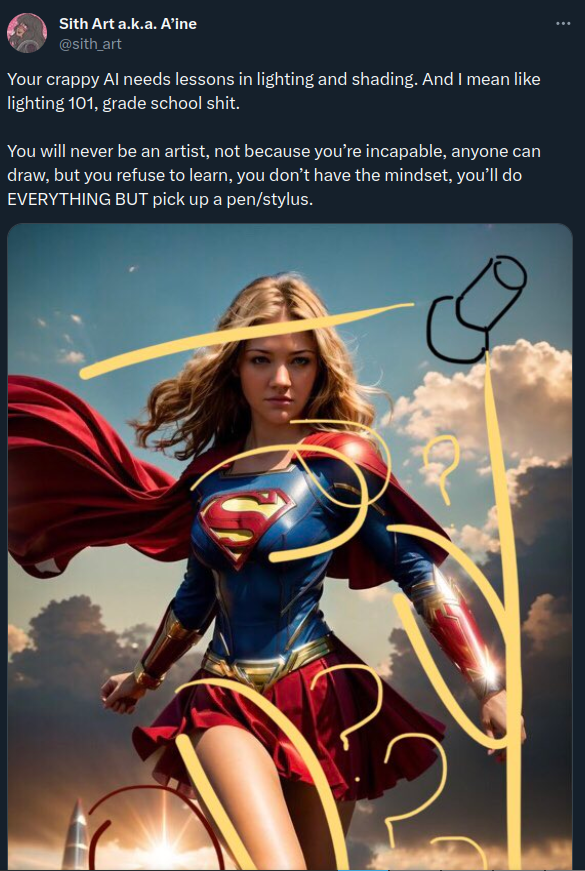 Sith Art a.k.a. A'ine
@sith_art
Your crappy AI needs lessons in lighting and shading. And I mean like
lighting 101, grade school shit.
You will never be an artist, not because you're incapable, anyone can
draw, but you refuse to learn, you don't have the mindset, you'll do
EVERYTHING BUT pick up a pen/stylus.
?
S
?
?